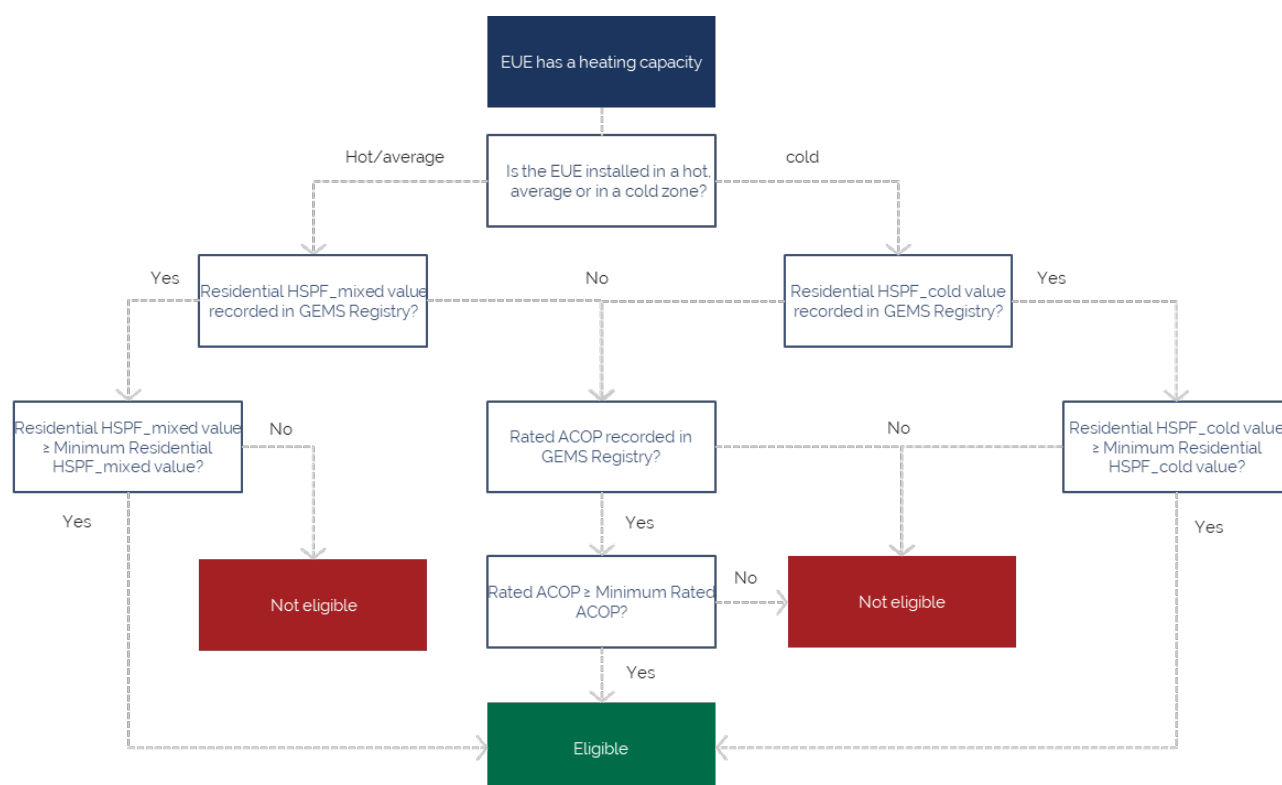 EUE has a heating capacity
Hot/average
cold
Is the EUE installed in a hot,
average or in a cold zone?
Yes
No
Yes
Residential HSPF_mixed value
recorded in GEMS Registry?
Residential HSPF_cold value
recorded in GEMS Registry?
Residential HSPF_mixed value
≥ Minimum Residential
HSPF_mixed value?
No
Rated ACOP recorded in
GEMS Registry?
No
Residential HSPF_cold value
≥ Minimum Residential
HSPF_cold value?
Yes
Yes
Yes
Not eligible
Rated ACOP ≥ Minimum Rated
ACOP?
No
Not eligible
Yes
Eligible